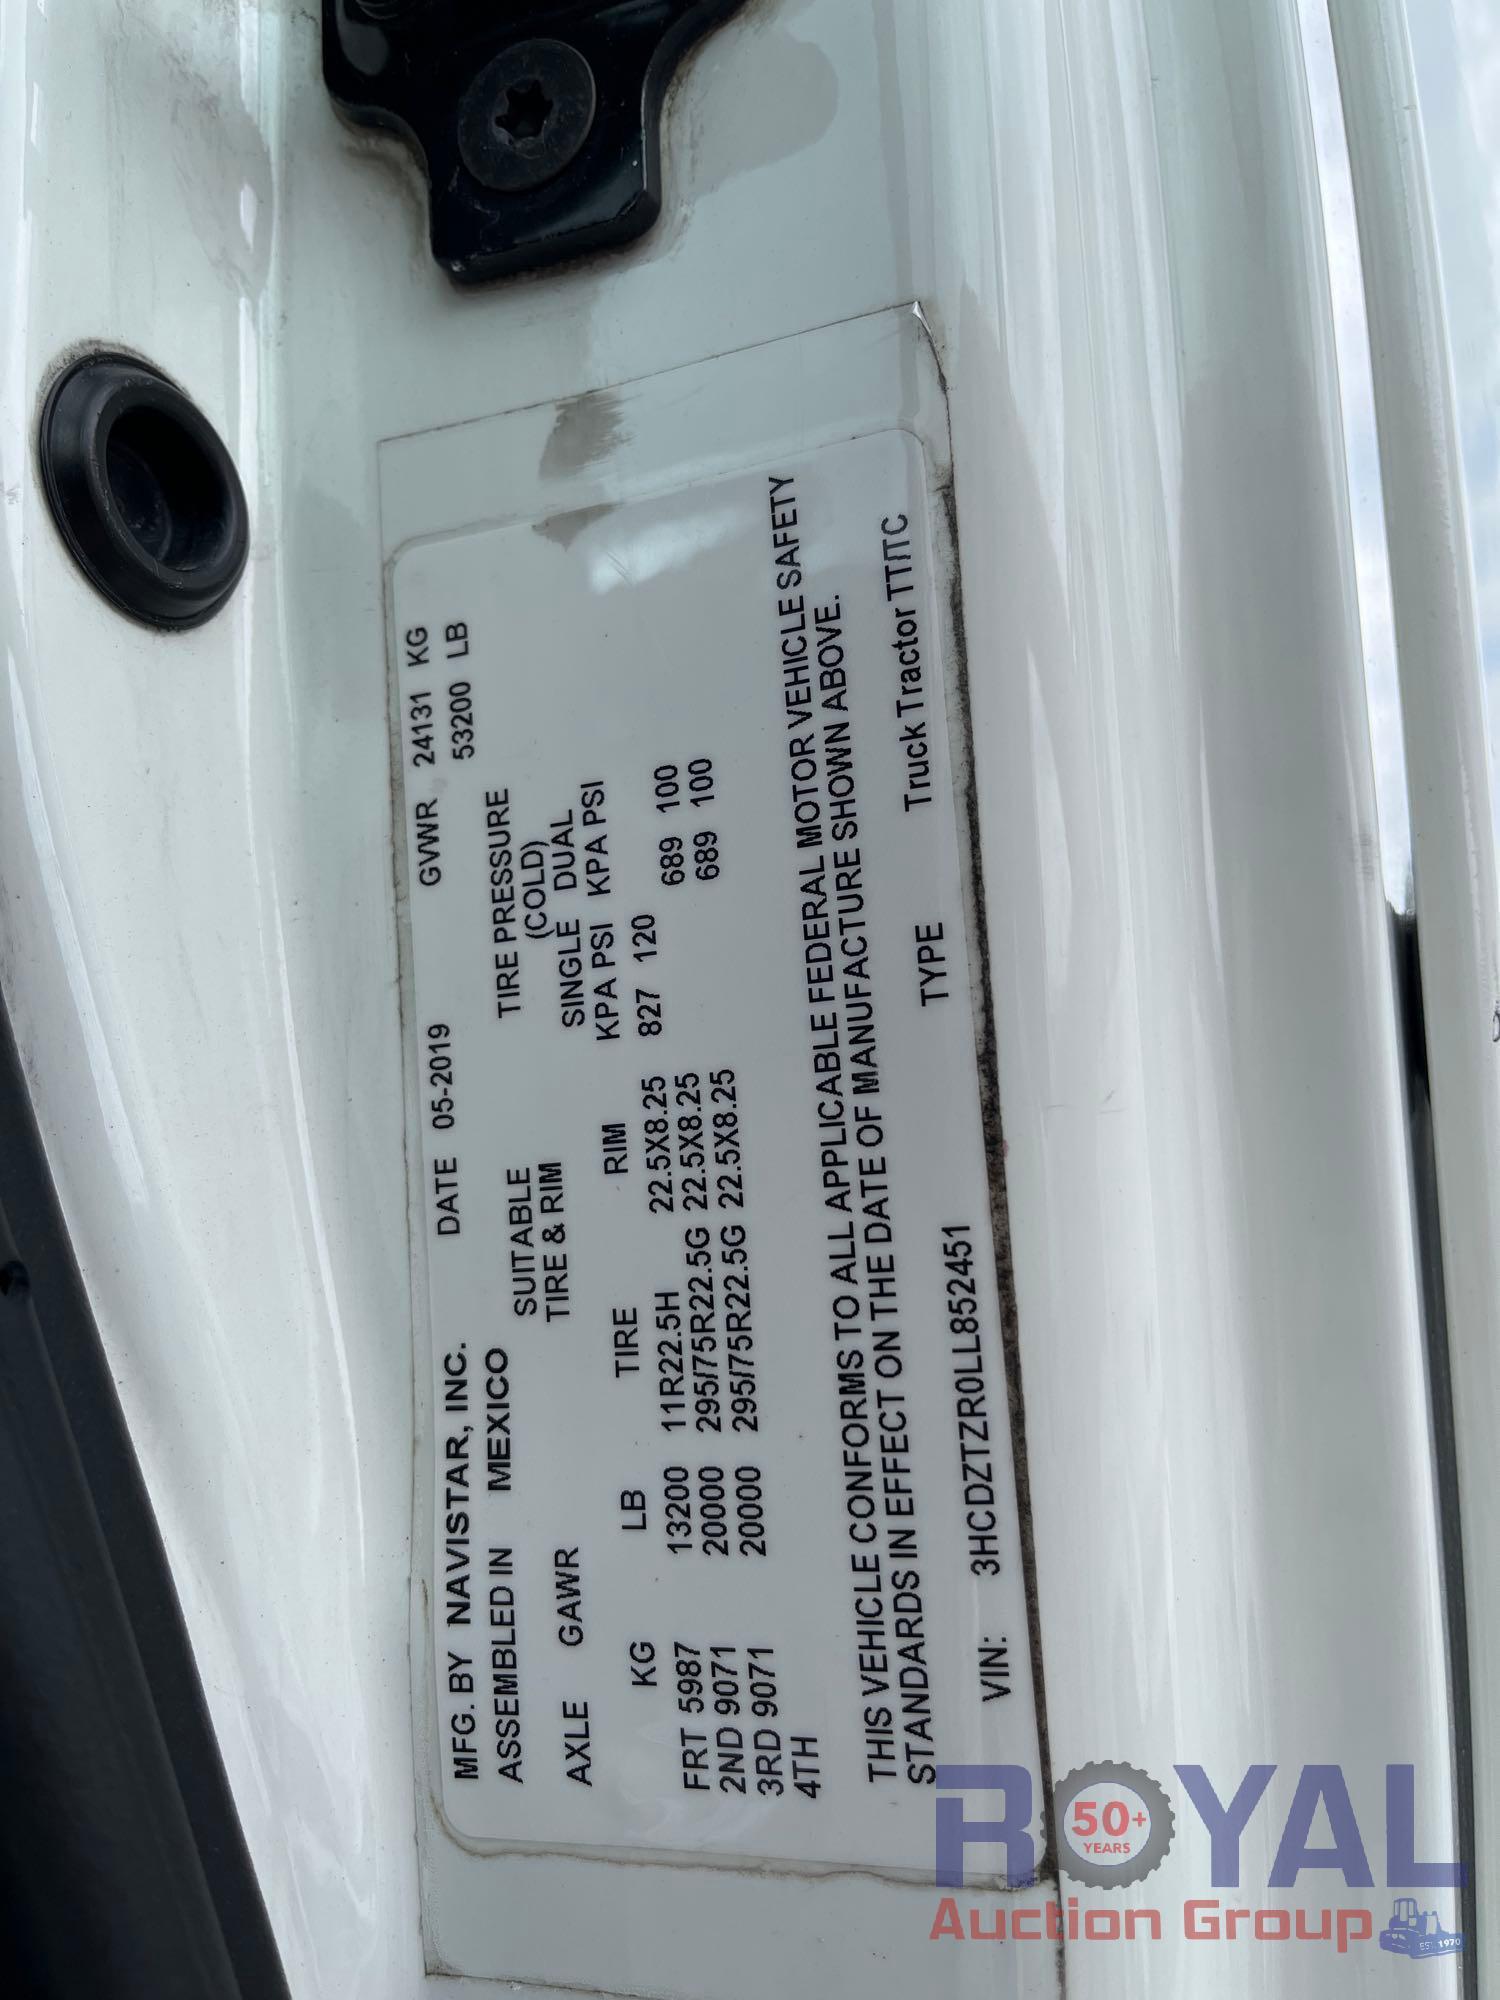 MFG. BY NAVISTAR, INC. DATE 05-2019 GVWR 24131 KG
ASSEMBLED IN MEXICO 53200 LB
SUITABLE TIRE PRESSURE
TIRE & RIM (COLD)
AXLE GAWR SINGLE DUAL
KG LB TIRE RIM KPA PSI KPA PSI
FRT 5987 13200 11R22.5H 22.5X8.25 827 120
2ND 9071 20000 295/75R22.5G 22.5X8.25 689 100
3RD 9071 20000 295/75R22.5G 22.5X8.25 689 100
4TH
THIS VEHICLE CONFORMS TO ALL APPLICABLE FEDERAL MOTOR VEHICLE SAFETY
STANDARDS IN EFFECT ON THE DATE OF MANUFACTURE SHOWN ABOVE.
VIN: 3HCDZTZR0LL852451 TYPE Truck Tractor TT/TC
ROYAL
50+
YEARS
Auction Group
EST. 1970